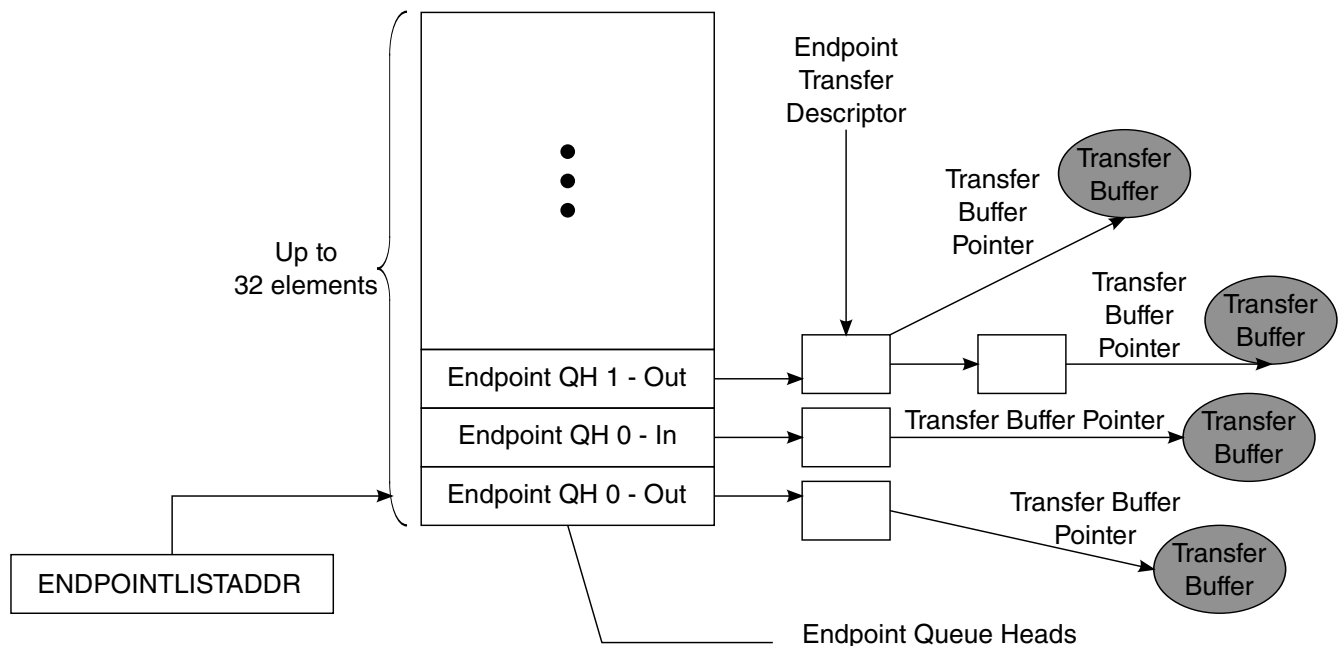 Endpoint
Transfer
Descriptor
Transfer
Buffer
Transfer
Buffer
Pointer
Up to
32 elements
Transfer
Buffer
Pointer
Transfer
Buffer
Endpoint QH 1 - Out
Endpoint QH 0 - In
Transfer Buffer Pointer
Transfer
Buffer
Endpoint QH 0 - Out
Transfer Buffer
Pointer
Transfer
Buffer
ENDPOINTLISTADDR
Endpoint Queue Heads